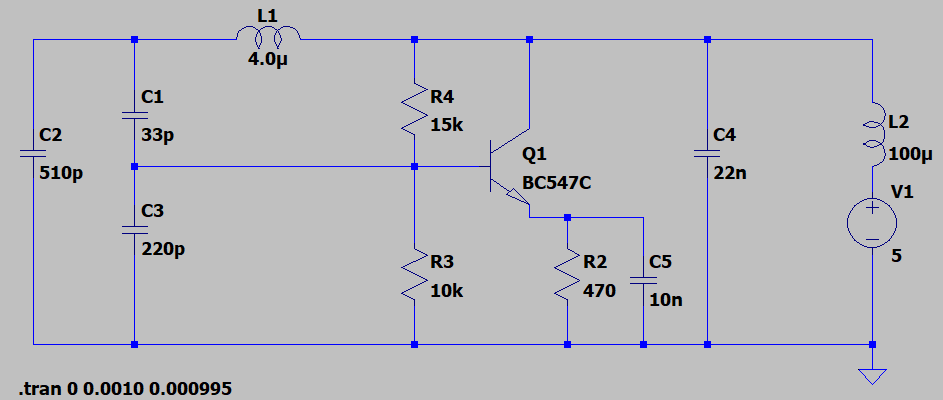 L1
4.0µ
C1
33p
R4
15k
C2
510p
C4
22n
L2
100µ
Q1
BC547C
V1
5
C3
220p
R3
10k
R2
470
C5
10n
.tran 0 0.0010 0.000995